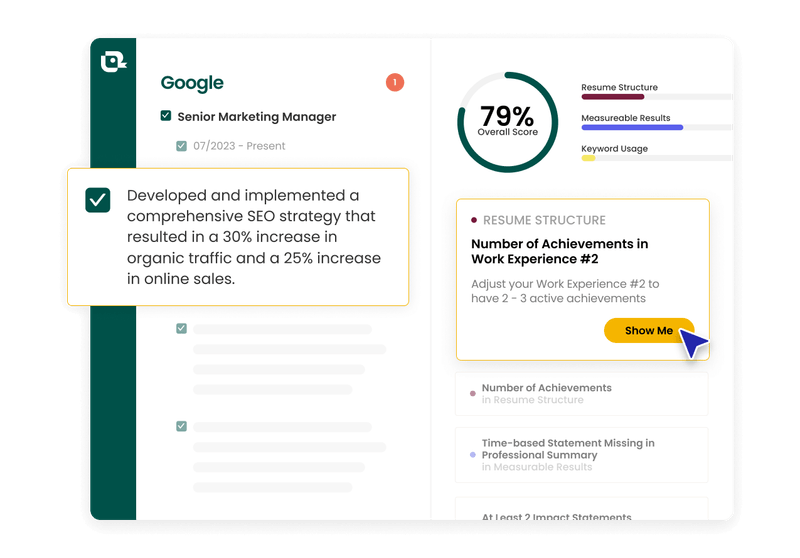 Google
1
Senior Marketing Manager
07/2023 - Present
Developed and implemented a
comprehensive SEO strategy that
resulted in a 30% increase in
organic traffic and a 25% increase
in online sales.
79%
Overall Score
Resume Structure
Measureable Results
Keyword Usage
RESUME STRUCTURE
Number of Achievements in
Work Experience #2
Adjust your Work Experience #2 to
have 2 - 3 active achievements
Show Me
Number of Achievements
in Resume Structure
Time-based Statement Missing in
Professional Summary
in Measurable Results
At Least 2 Impact Statements